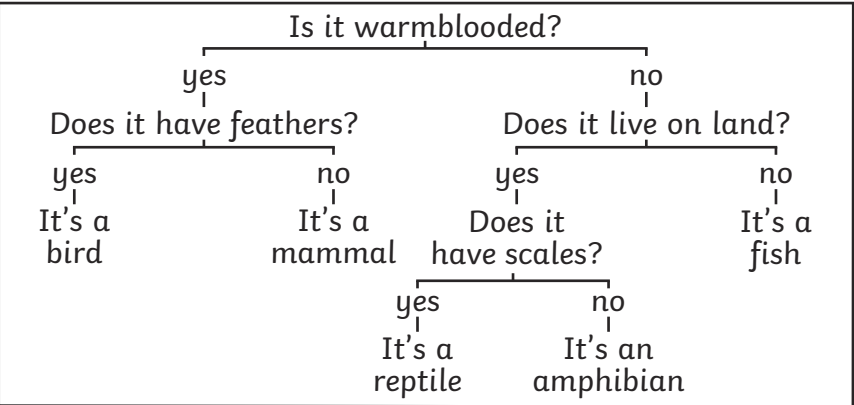 Is it warmblooded?
yes
no
Does it have feathers?
Does it live on land?
yes
no
yes
no
It's a
bird
It's a
mammal
Does it
have scales?
It's a
fish
yes
no
It's a
reptile
It's an
amphibian